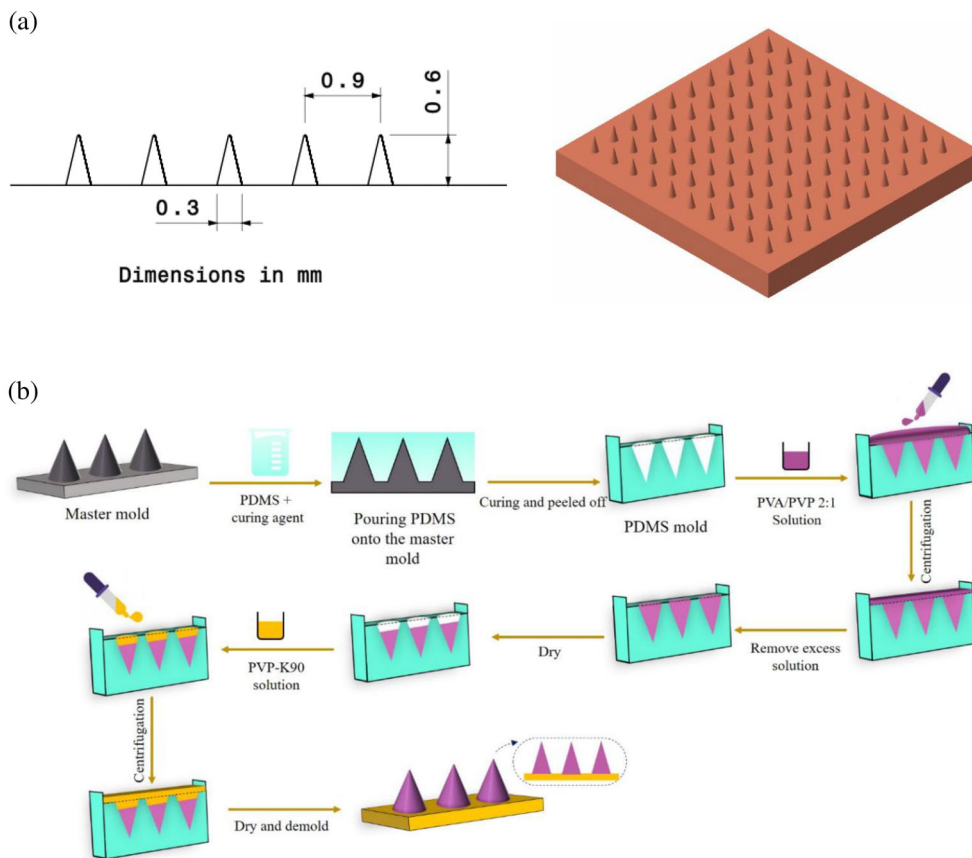 (a)
0.9
0.6
0.3
Dimensions in mm
(b)
Master mold
PDMS +
curing agent
Pouring PDMS
onto the master
mold
Curing and peeled off
PDMS mold
PVA/PVP 2:1
Solution
Centrifugation
Remove excess
solution
Dry
PVP-K90
solution
Centrifugation
Dry and demold